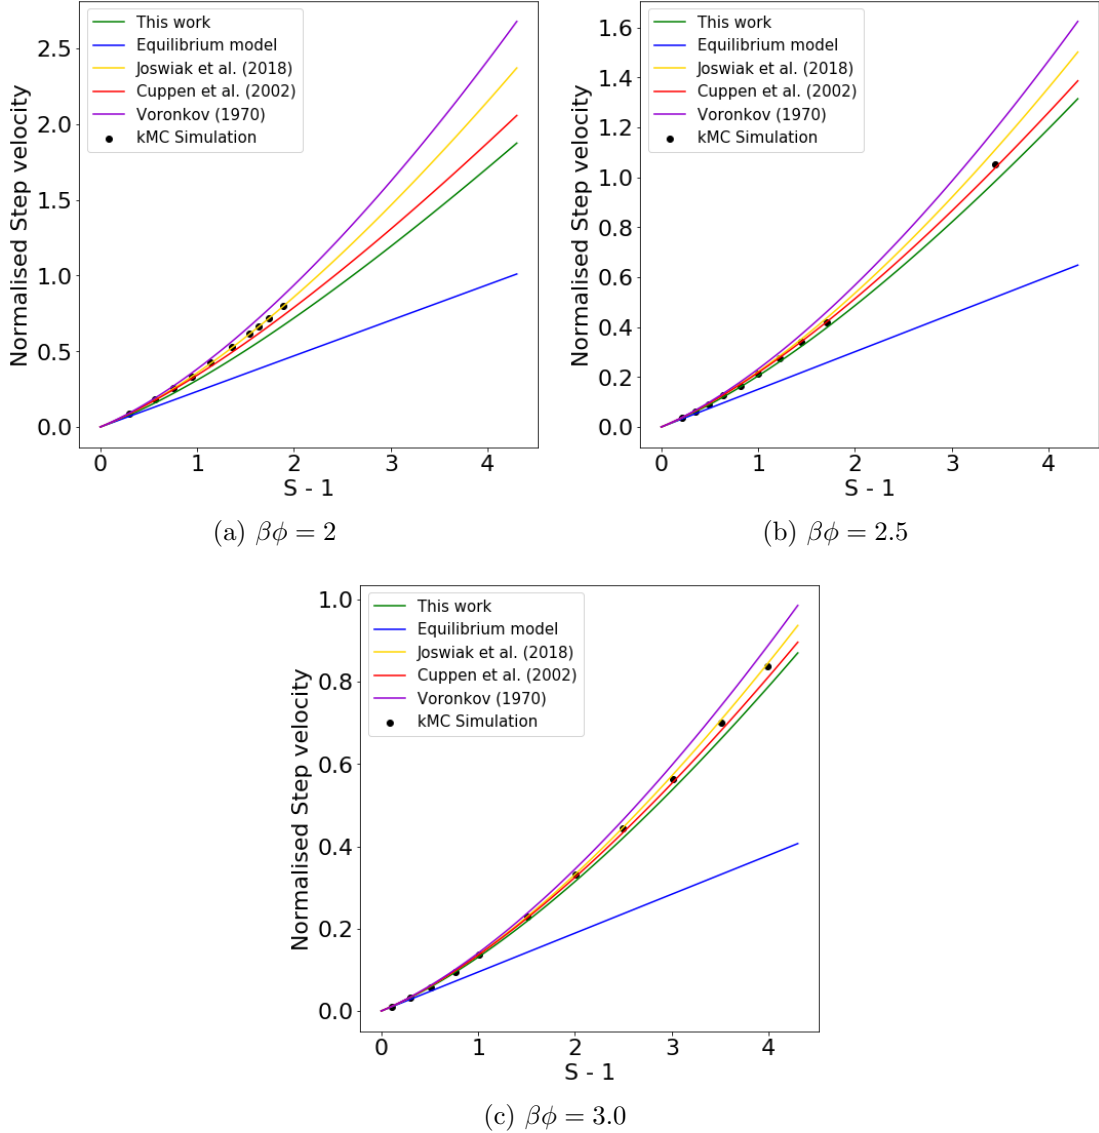 This work
Equilibrium model
Joswiak et al. (2018)
Cuppen et al. (2002)
Voronkov (1970)
kMC Simulation
Normalised Step velocity
2.5
2.0
1.5
1.0
0.5
0.0
0 1 2 3 4
S - 1
(a) βϕ = 2
This work
Equilibrium model
Joswiak et al. (2018)
Cuppen et al. (2002)
Voronkov (1970)
kMC Simulation
Normalised Step velocity
1.6
1.4
1.2
1.0
0.8
0.6
0.4
0.2
0.0
0 1 2 3 4
S - 1
(b) βϕ = 2.5
This work
Equilibrium model
Joswiak et al. (2018)
Cuppen et al. (2002)
Voronkov (1970)
kMC Simulation
Normalised Step velocity
1.0
0.8
0.6
0.4
0.2
0.0
0 1 2 3 4
S - 1
(c) βϕ = 3.0